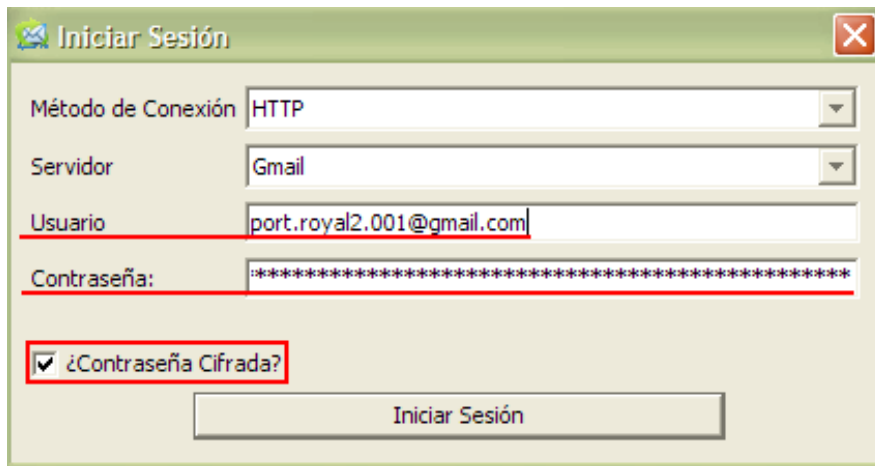 Iniciar Sesión
Método de Conexión HTTP
Servidor Gmail
Usuario port.royal2.001@gmail.com
Contraseña: :************************************************
¿Contraseña Cifrada?
Iniciar Sesión